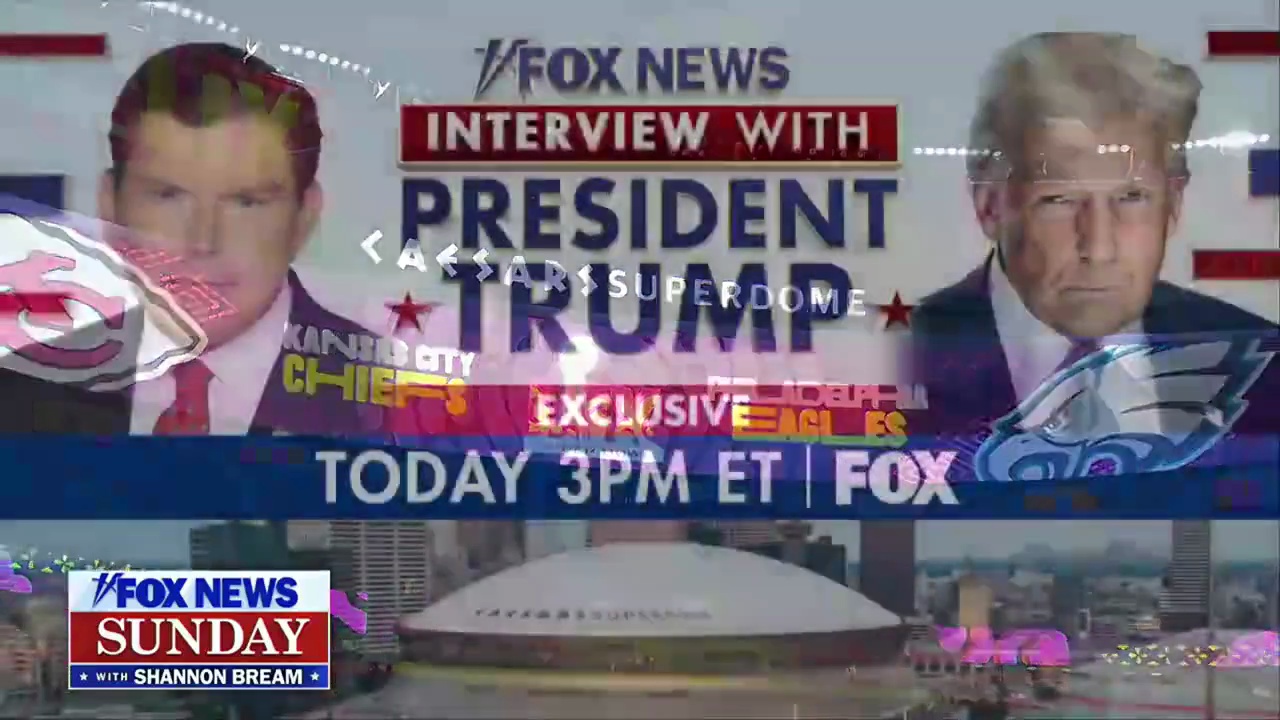 FOX NEWS
INTERVIEW WITH
PRESIDENT
TRUMP
CAESARS SUPERDOME
KANSAS CITY
CHIEFS
EXCLUSIVE
PHILADELPHIA
EAGLES
TODAY 3PM ET | FOX
CAESARS SUPERDOME
FOX NEWS
SUNDAY
WITH SHANNON BREAM